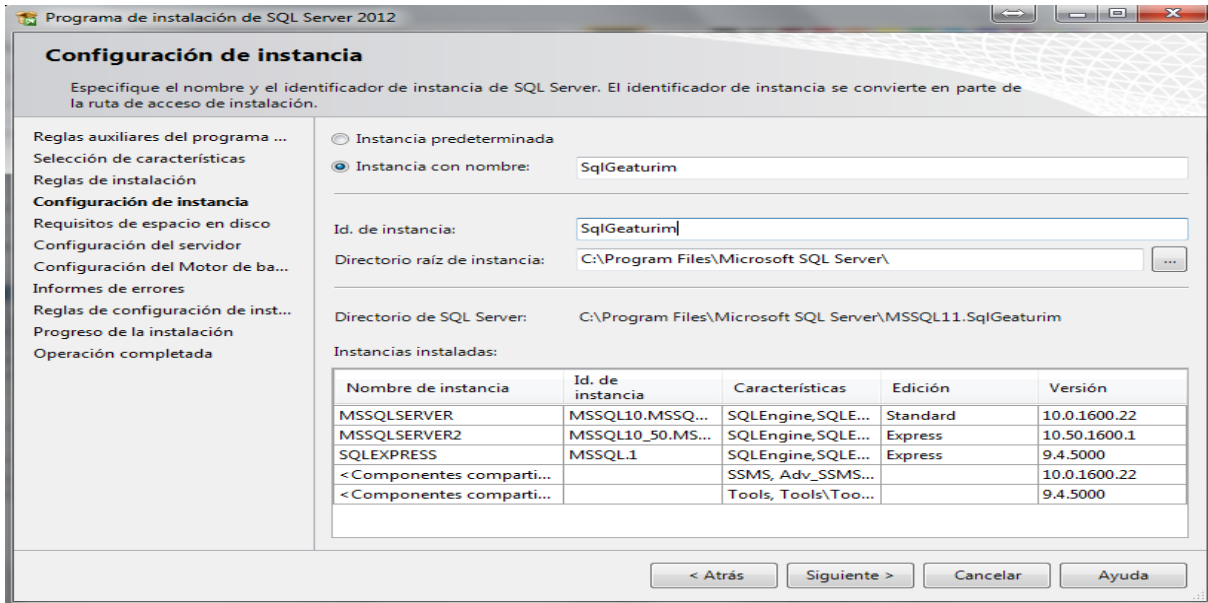 Programa de instalación de SQL Server 2012
Configuración de instancia
Especifique el nombre y el identificador de instancia de SQL Server. El identificador de instancia se convierte en parte de
la ruta de acceso de instalación.
Reglas auxiliares del programa ...
Selección de características
Reglas de instalación
Configuración de instancia
Requisitos de espacio en disco
Configuración del servidor
Configuración del Motor de ba...
Informes de errores
Reglas de configuración de inst...
Progreso de la instalación
Operación completada
Instancia predeterminada
Instancia con nombre: SqlGeaturim
Id. de instancia: SqlGeaturim
Directorio raíz de instancia: C:\Program Files\Microsoft SQL Server\ ...
Directorio de SQL Server: C:\Program Files\Microsoft SQL Server\MSSQL11.SqlGeaturim
Instancias instaladas:
Nombre de instancia Id. de instancia Características Edición Versión
MSSQLSERVER MSSQL10.MSSQ... SQLEngine,SQLE... Standard 10.0.1600.22
MSSQLSERVER2 MSSQL10_50.MS... SQLEngine,SQLE... Express 10.50.1600.1
SQLEXPRESS MSSQL.1 SQLEngine,SQLE... Express 9.4.5000
<Componentes comparti... SSMS, Adv_SSMS... 10.0.1600.22
<Componentes comparti... Tools, Tools\Too... 9.4.5000
< Atrás Siguiente > Cancelar Ayuda